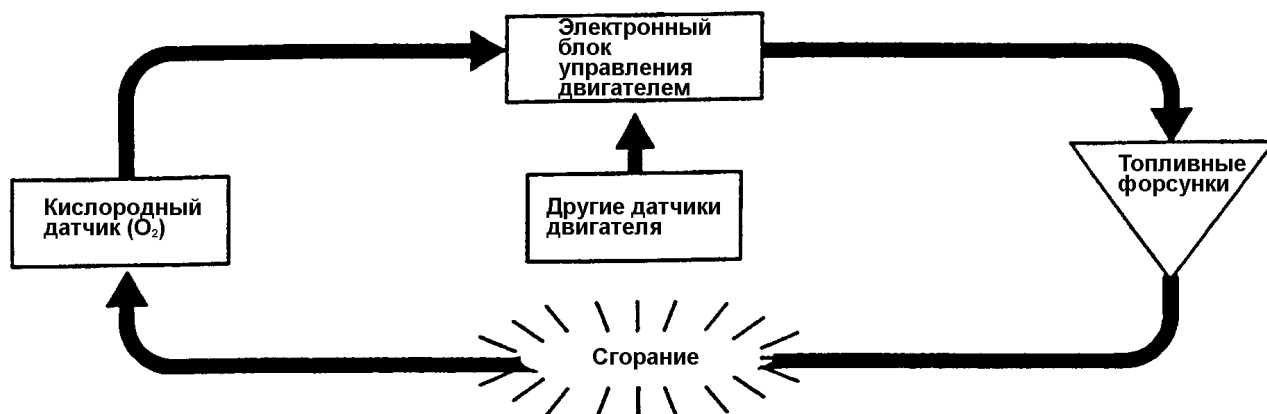 Электронный
блок
управления
двигателем
Топливные
форсунки
Кислородный
датчик (O₂)
Другие датчики
двигателя
Сгорание